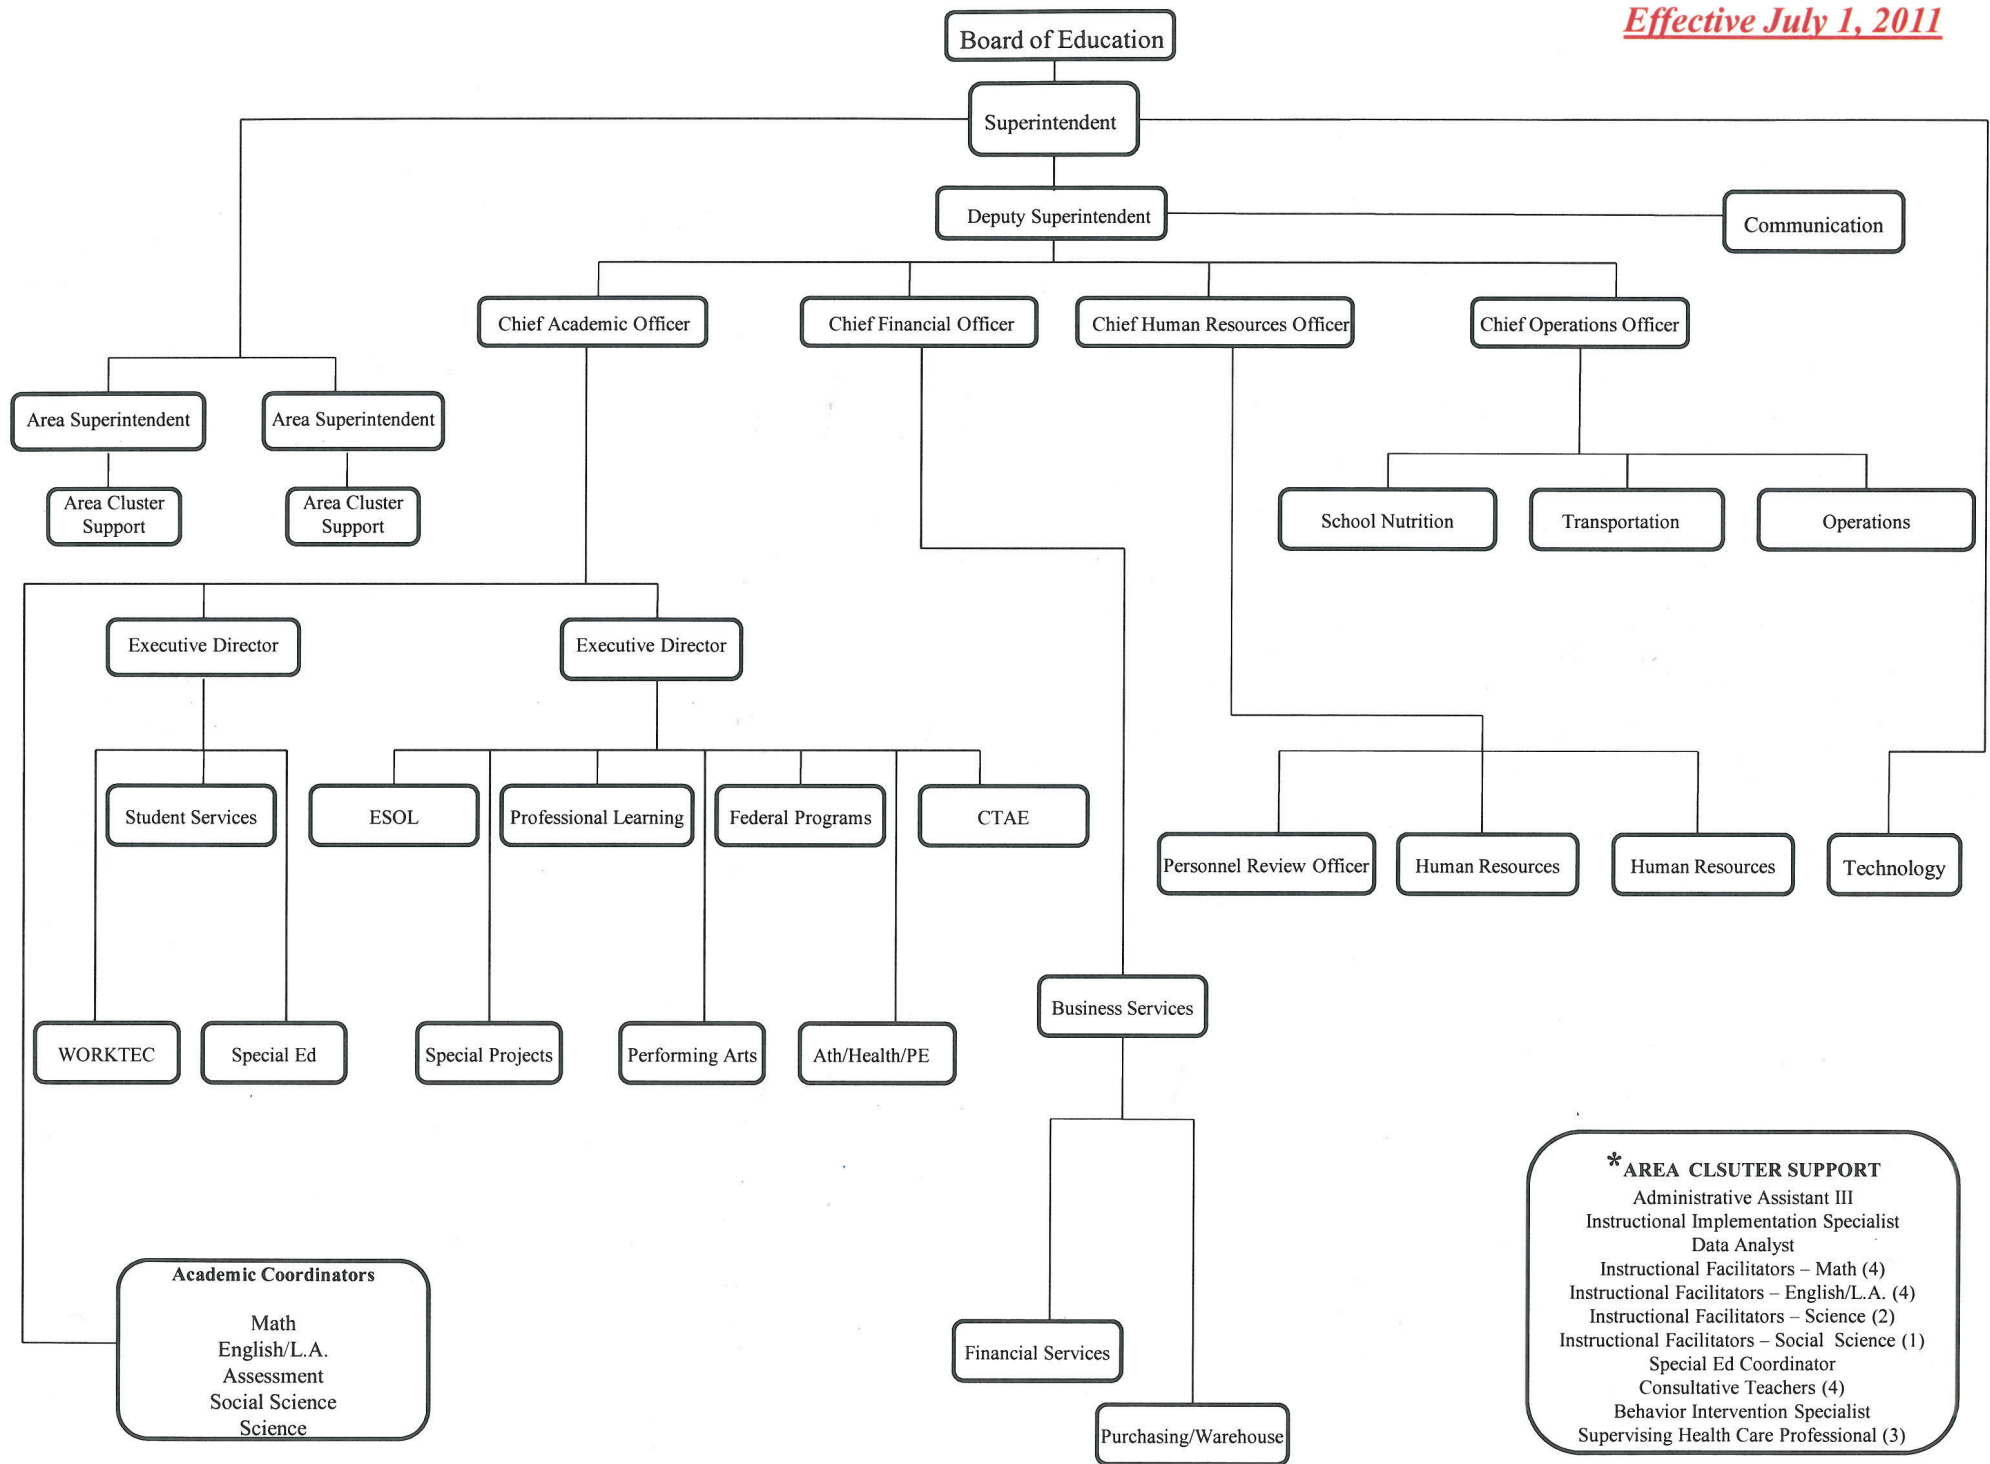 Effective July 1, 2011
Board of Education
Superintendent
Deputy Superintendent
Communication
Chief Academic Officer
Chief Financial Officer
Chief Human Resources Officer
Chief Operations Officer
Area Superintendent
Area Superintendent
Area Cluster
Support
Area Cluster
Support
School Nutrition
Transportation
Operations
Executive Director
Executive Director
Student Services
ESOL
Professional Learning
Federal Programs
CTAE
Personnel Review Officer
Human Resources
Human Resources
Technology
Business Services
WORKTEC
Special Ed
Special Projects
Performing Arts
Ath/Health/PE
Financial Services
Purchasing/Warehouse
Academic Coordinators
Math
English/L.A.
Assessment
Social Science
Science
*AREA CLSUTER SUPPORT
Administrative Assistant III
Instructional Implementation Specialist
Data Analyst
Instructional Facilitators – Math (4)
Instructional Facilitators – English/L.A. (4)
Instructional Facilitators – Science (2)
Instructional Facilitators – Social Science (1)
Special Ed Coordinator
Consultative Teachers (4)
Behavior Intervention Specialist
Supervising Health Care Professional (3)